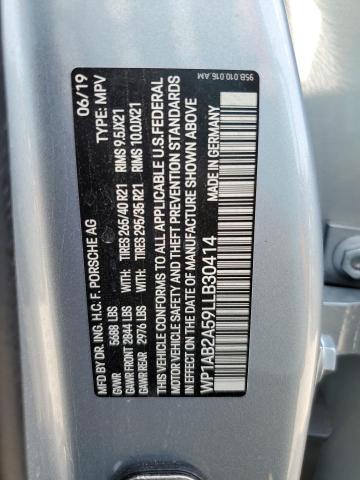 95B.010.016.AM
MFD BY DR. ING. H.C. F. PORSCHE AG 06/19
GVWR 5688 LBS TYPE: MPV
GAWR FRONT 2844 LBS WITH: TIRES 265/40 R21 RIMS 9.5JX21
GAWR REAR 2976 LBS WITH: TIRES 295/35 R21 RIMS 10.0JX21
THIS VEHICLE CONFORMS TO ALL APPLICABLE U.S. FEDERAL
MOTOR VEHICLE SAFETY AND THEFT PREVENTION STANDARDS
IN EFFECT ON THE DATE OF MANUFACTURE SHOWN ABOVE.
MADE IN GERMANY
WP1AB2A59LLB30414